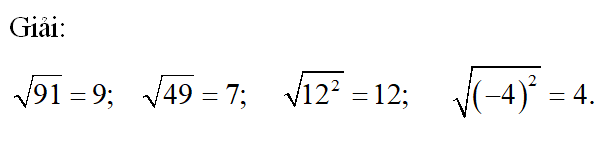 Giải:
√91 = 9; √49 = 7; √12² = 12; √(−4)² = 4.